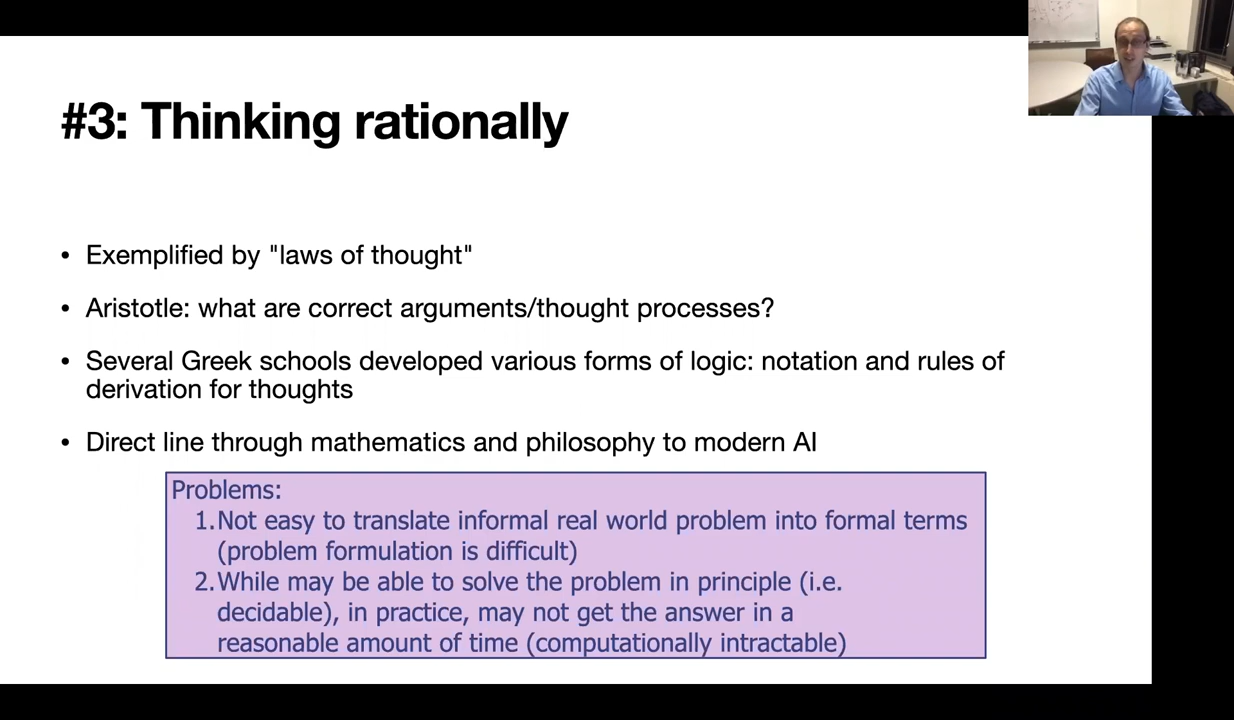 #3: Thinking rationally
• Exemplified by "laws of thought"
• Aristotle: what are correct arguments/thought processes?
• Several Greek schools developed various forms of logic: notation and rules of
derivation for thoughts
• Direct line through mathematics and philosophy to modern AI
Problems:
1.Not easy to translate informal real world problem into formal terms
(problem formulation is difficult)
2.While may be able to solve the problem in principle (i.e.
decidable), in practice, may not get the answer in a
reasonable amount of time (computationally intractable)